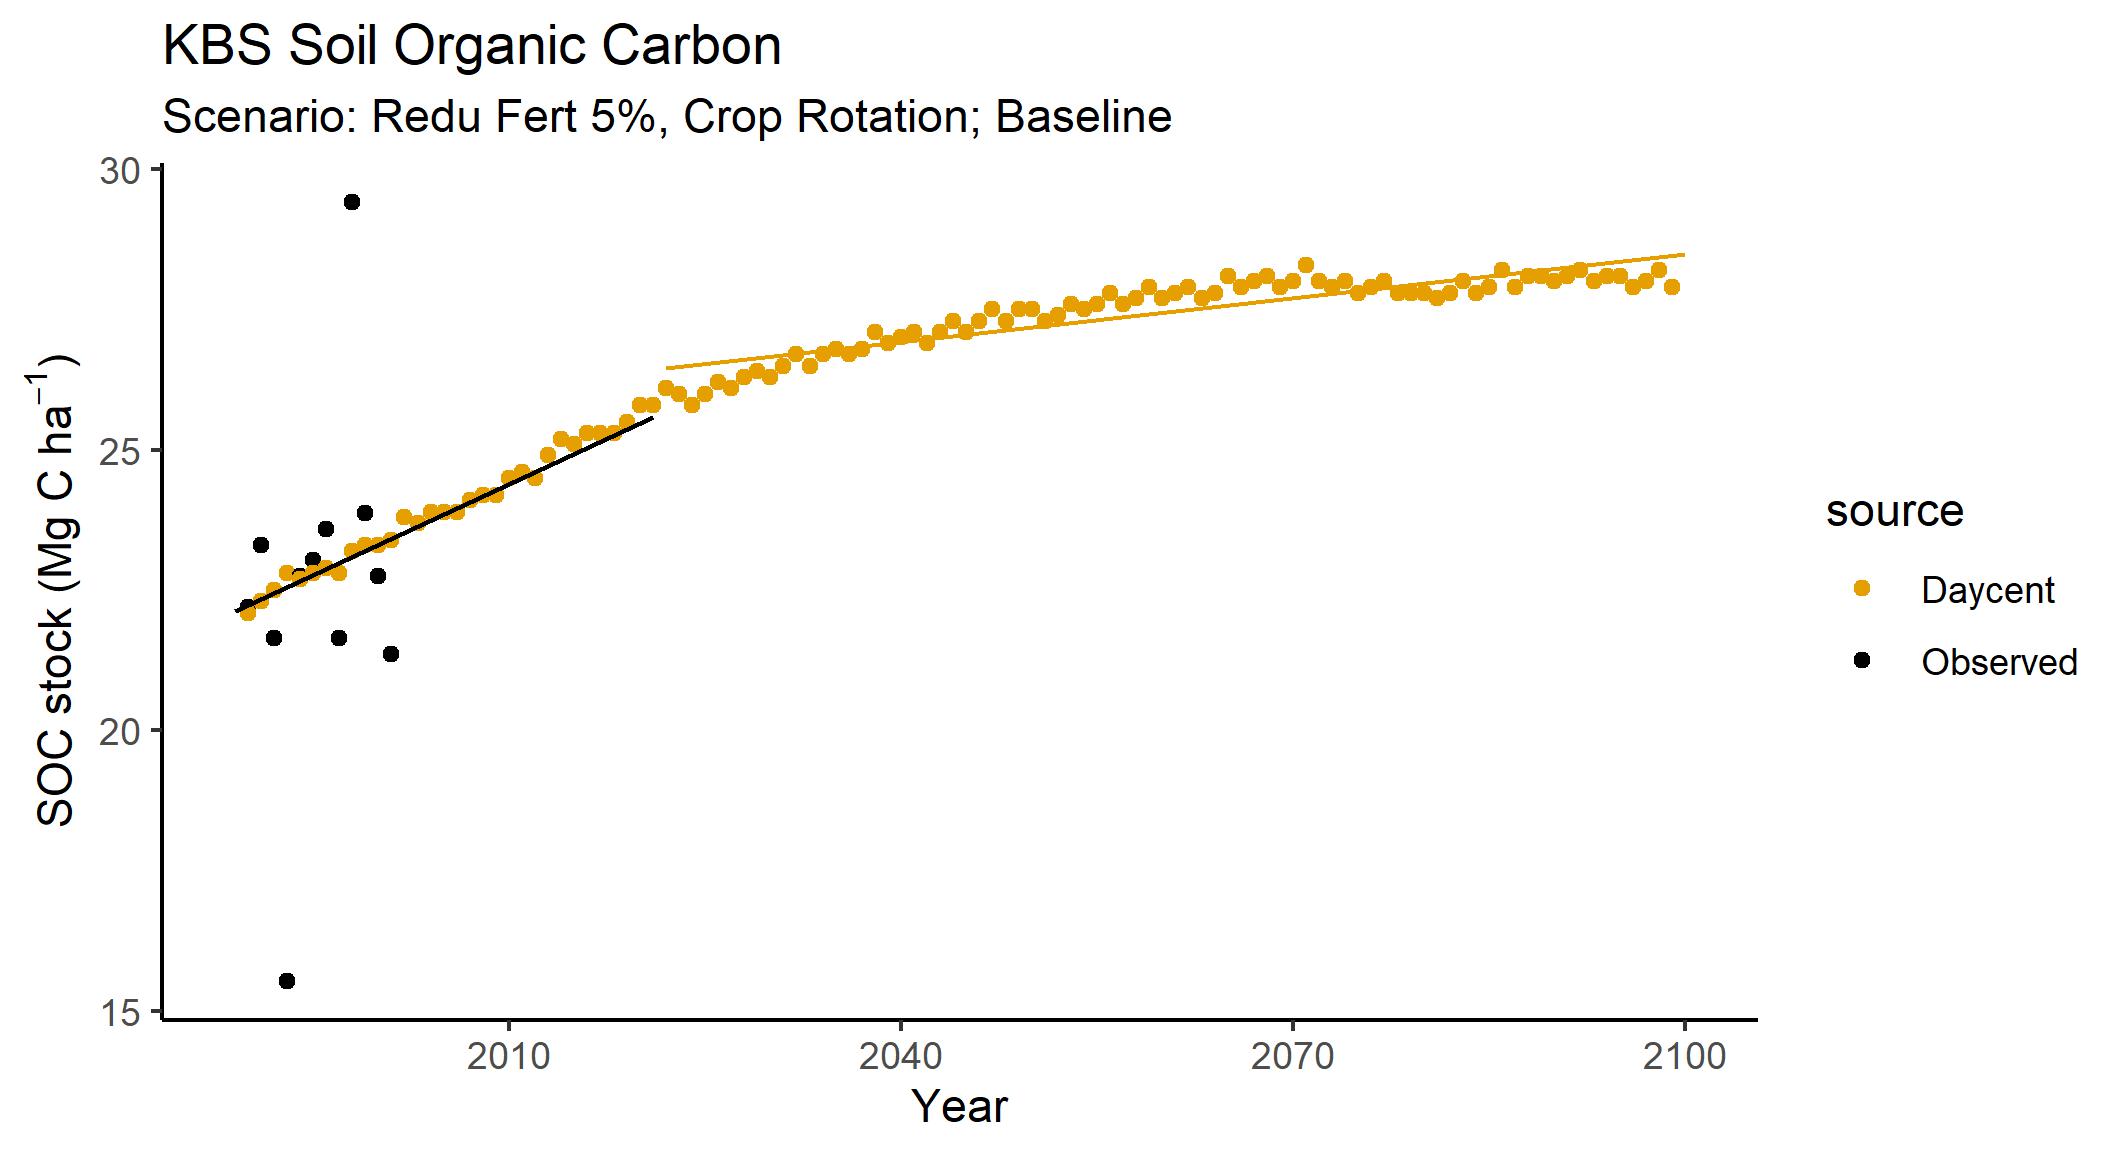 KBS Soil Organic Carbon
Scenario: Redu Fert 5%, Crop Rotation; Baseline
SOC stock (Mg C ha⁻¹)
30
25
20
15
2010 2040 2070 2100
Year
source
Daycent
Observed